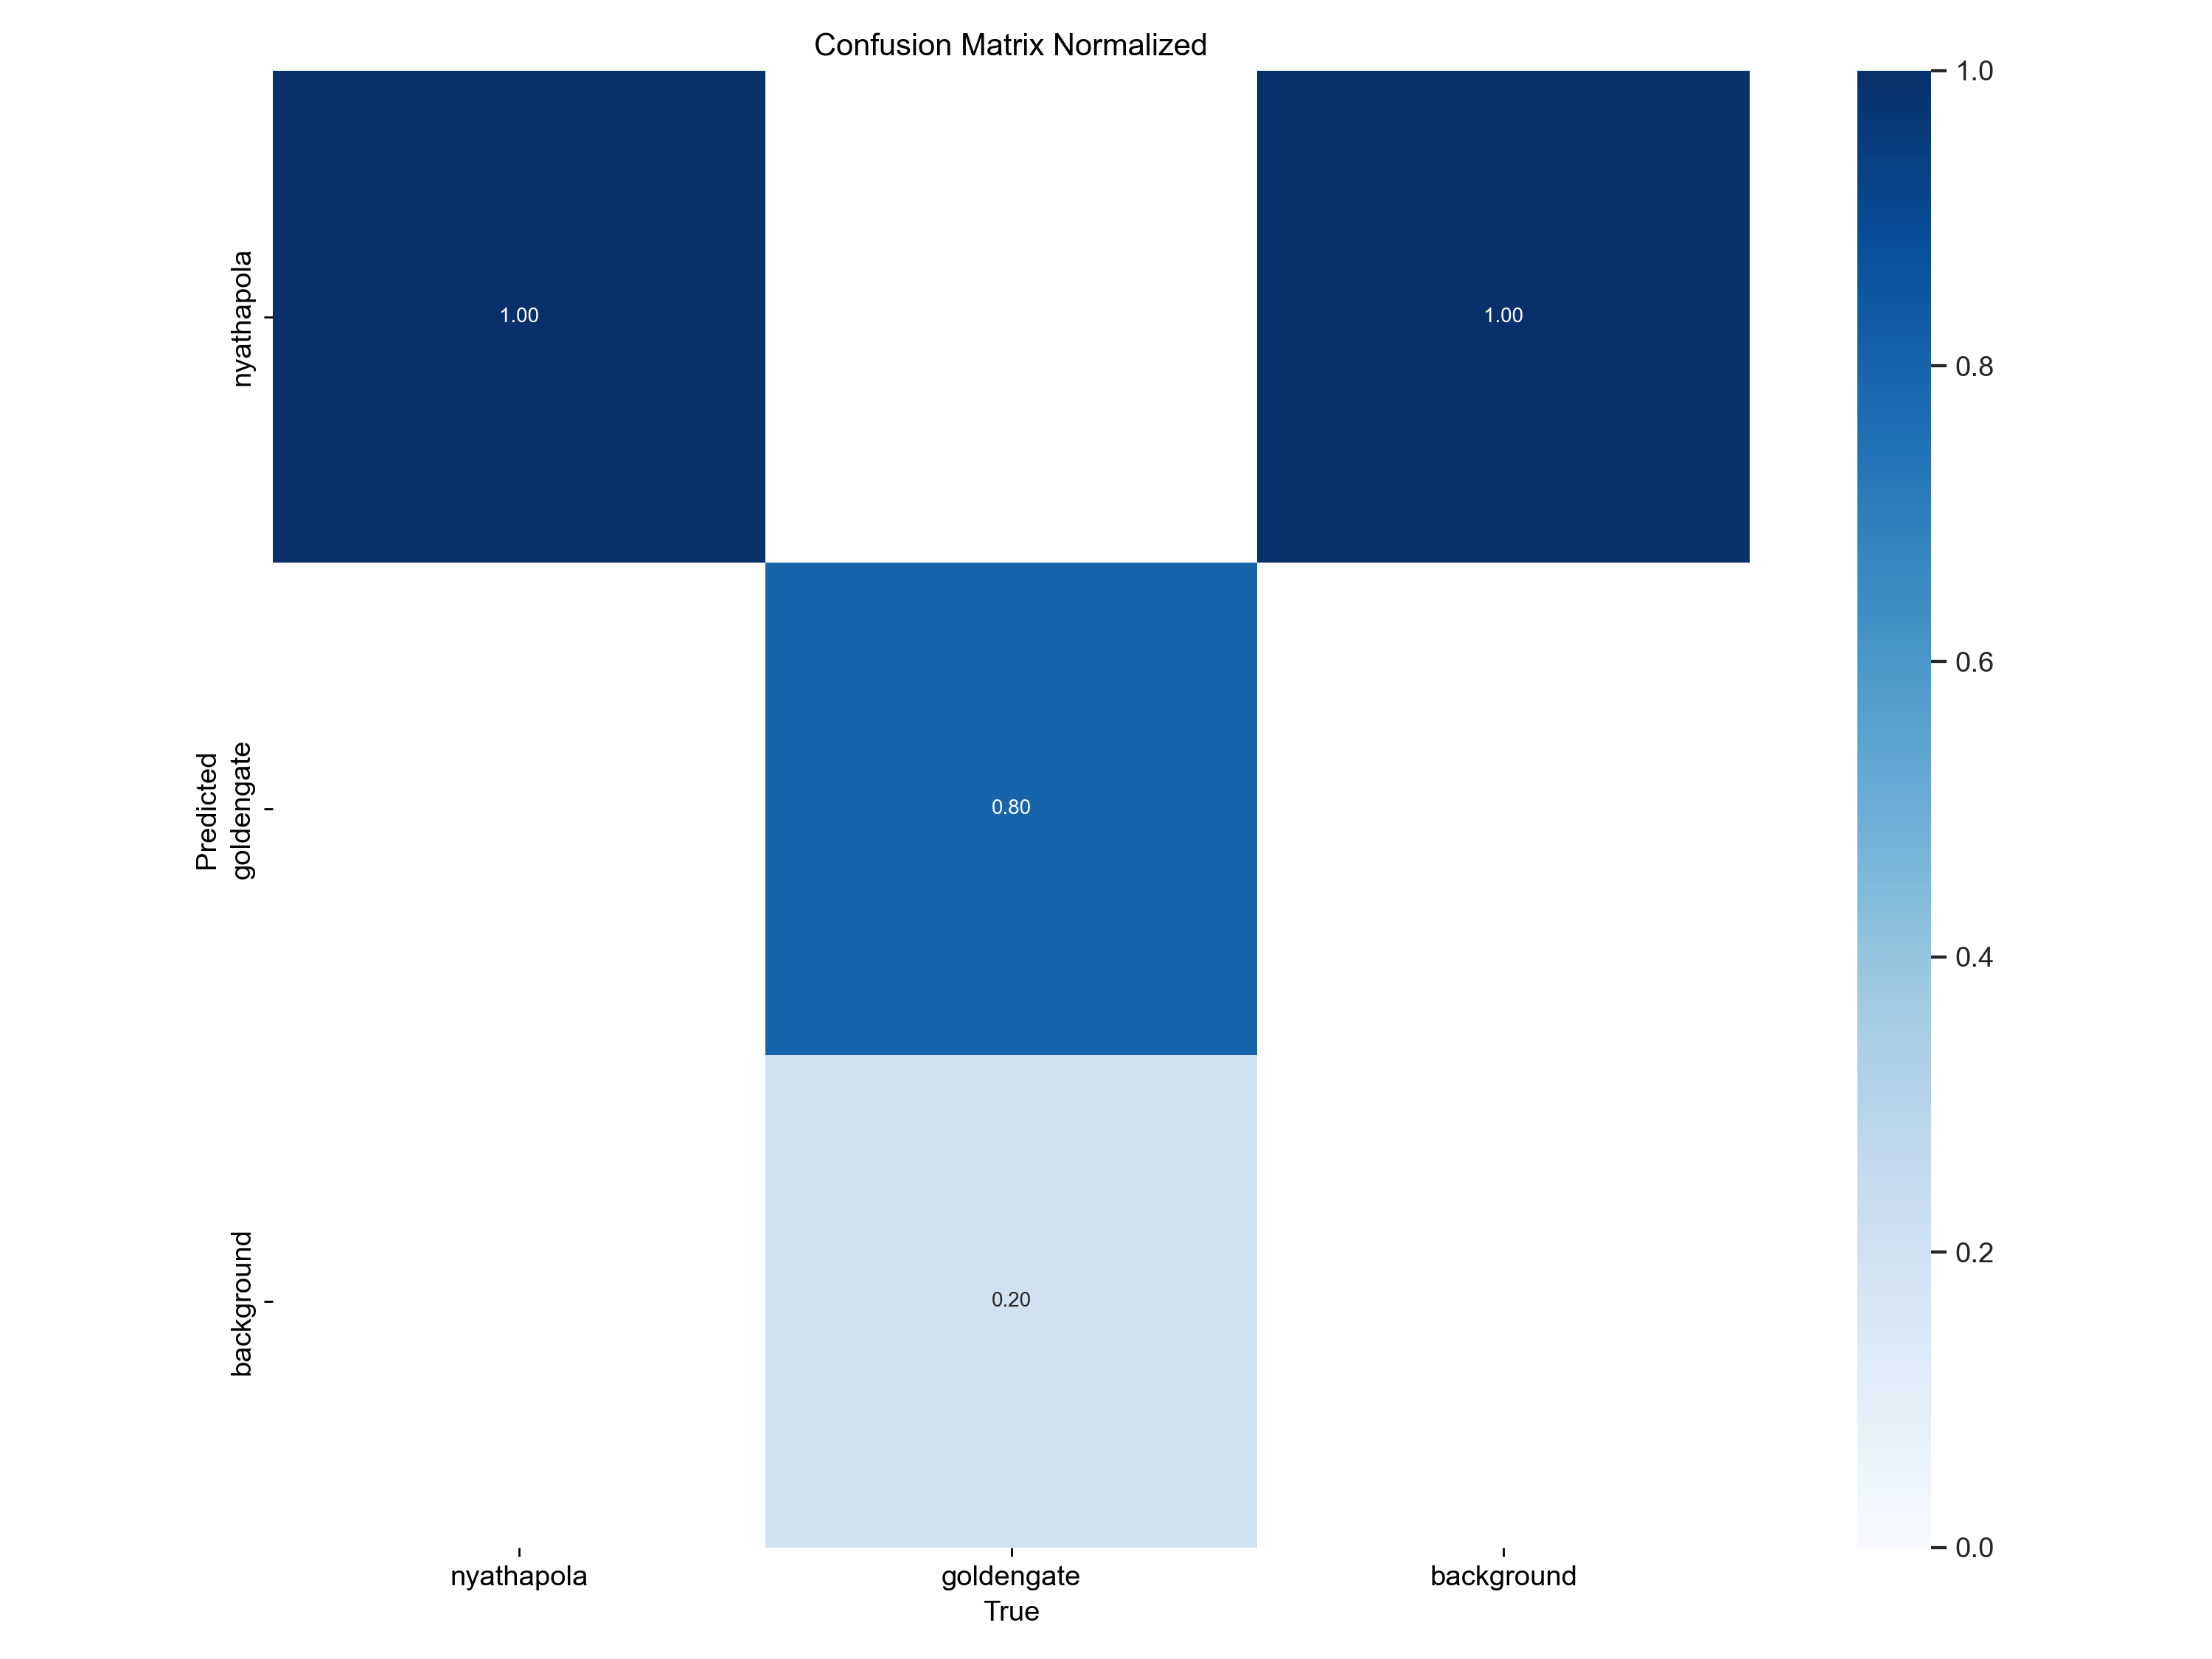 Confusion Matrix Normalized
nyathapola
goldengate
background
Predicted
1.00
1.00
0.80
0.20
nyathapola
goldengate
background
True
1.0
0.8
0.6
0.4
0.2
0.0